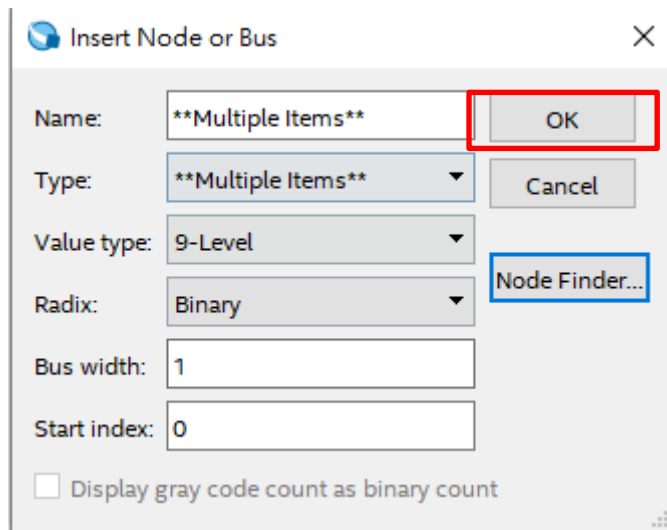 Insert Node or Bus
Name: **Multiple Items** OK
Type: **Multiple Items** Cancel
Value type: 9-Level
Node Finder...
Radix: Binary
Bus width: 1
Start index: 0
Display gray code count as binary count